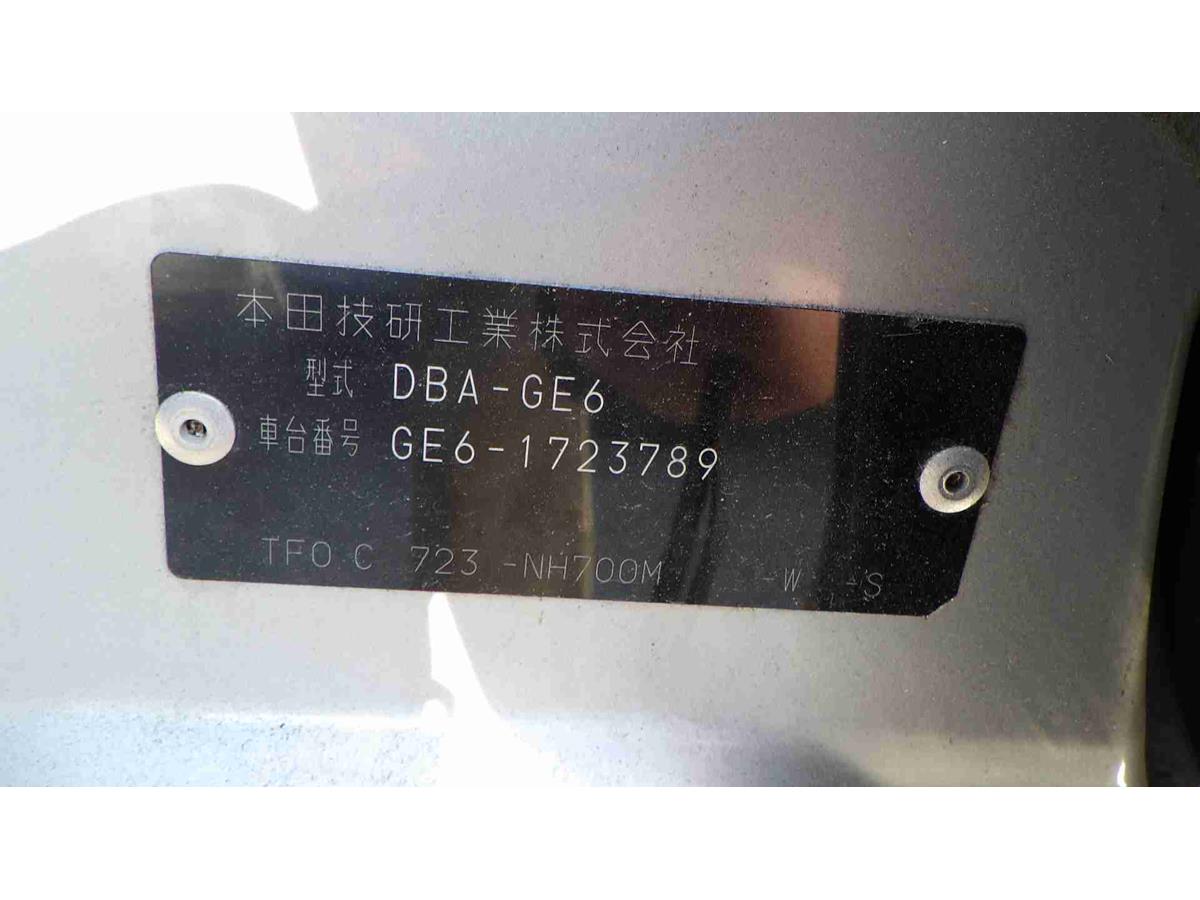 本田技研工業株式会社
型式 DBA-GE6
車台番号 GE6-1723789
TF0 C 723 -NH700M -W -S